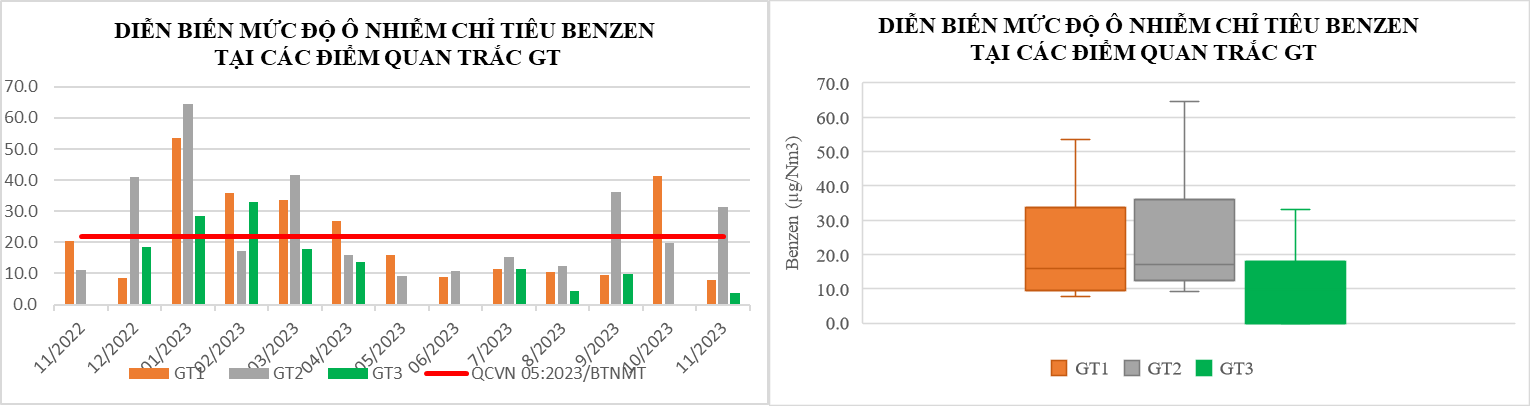 DIỄN BIẾN MỨC ĐỘ Ô NHIỄM CHỈ TIÊU BENZEN
TẠI CÁC ĐIỂM QUAN TRẮC GT
70.0
60.0
50.0
40.0
30.0
20.0
10.0
0.0
11/2022
12/2022
01/2023
02/2023
03/2023
04/2023
05/2023
06/2023
7/2023
8/2023
9/2023
10/2023
11/2023
GT1
GT2
GT3
QCVN 05:2023/BTNMT
DIỄN BIẾN MỨC ĐỘ Ô NHIỄM CHỈ TIÊU BENZEN
TẠI CÁC ĐIỂM QUAN TRẮC GT
Benzen (µg/Nm3)
70.0
60.0
50.0
40.0
30.0
20.0
10.0
0.0
GT1
GT2
GT3